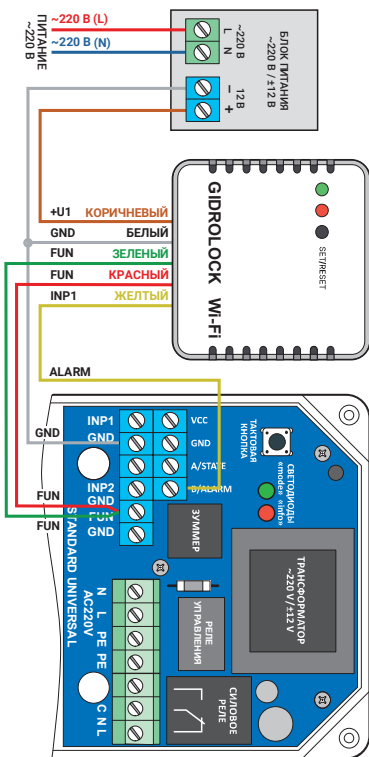 ~220 В (L)
~220 В (N)
ПИТАНИЕ
~220 В
L
N
~220 В
–
+
12 В
БЛОК ПИТАНИЯ
~220 В / ±12 В
+U1 КОРИЧНЕВЫЙ
GND БЕЛЫЙ
FUN ЗЕЛЕНЫЙ
FUN КРАСНЫЙ
INP1 ЖЕЛТЫЙ
GIDROLOCK Wi-Fi
SET/RESET
ALARM
GND
FUN
FUN
INP1
GND
INP2
GND
FUN
GND
VCC
GND
A/STATE
B/ALARM
ТАКТОВАЯ
КНОПКА
СВЕТОДИОДЫ
«mode» «info»
ЗУММЕР
ТРАНСФОРМАТОР
~220 V / ±12 V
РЕЛЕ
УПРАВЛЕНИЯ
СИЛОВОЕ
РЕЛЕ
STANDARD UNIVERSAL
AC220V
N
L
PE
PE
C
N
L